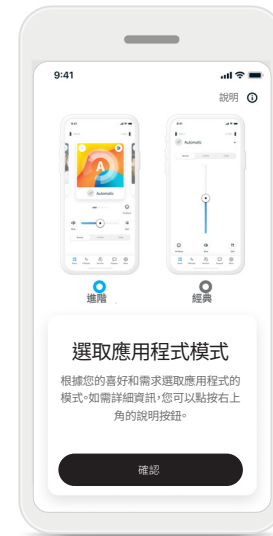 9:41
說明
Automatic
A
Automatic
Automatic
進階
經典
選取應用程式模式
根據您的喜好和需求選取應用程式的
模式。如需詳細資訊,您可以點按右上
角的說明按鈕。
確認